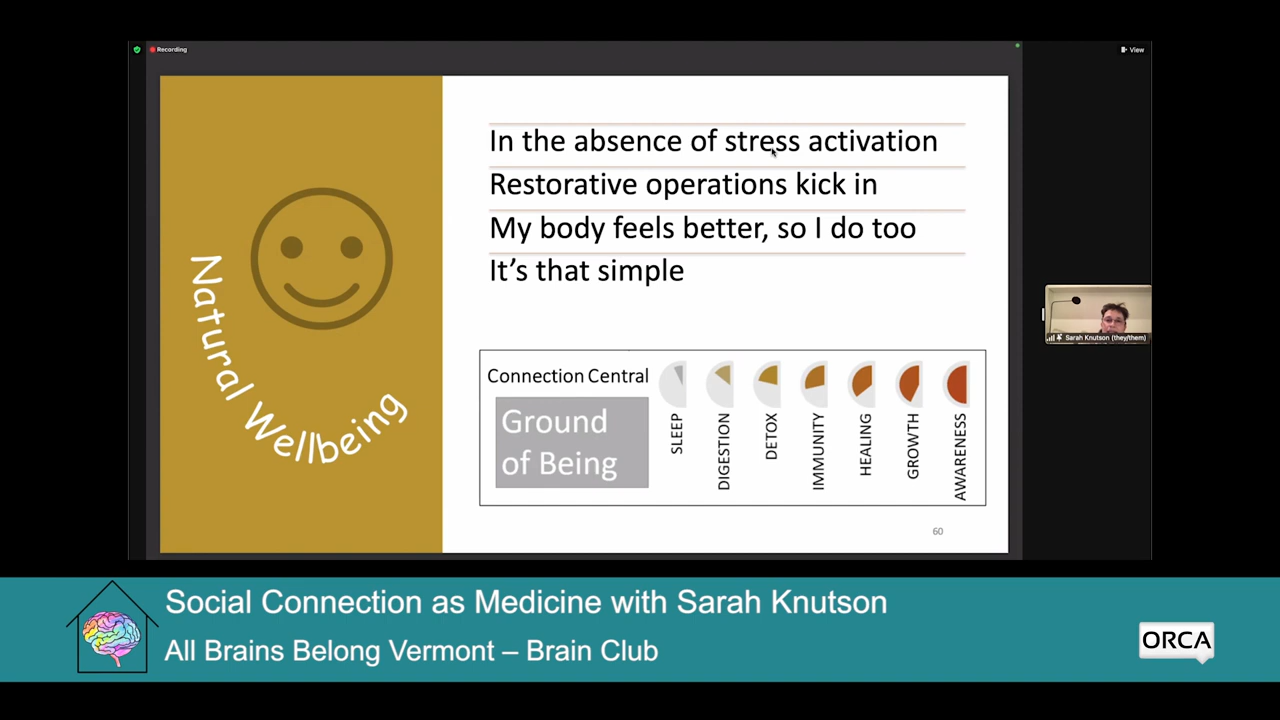 Recording
View
Natural Wellbeing
In the absence of stress activation
Restorative operations kick in
My body feels better, so I do too
It's that simple
Connection Central
Ground
of Being
SLEEP
DIGESTION
DETOX
IMMUNITY
HEALING
GROWTH
AWARENESS
60
Sarah Knutson (they/them)
Social Connection as Medicine with Sarah Knutson
All Brains Belong Vermont – Brain Club
ORCA